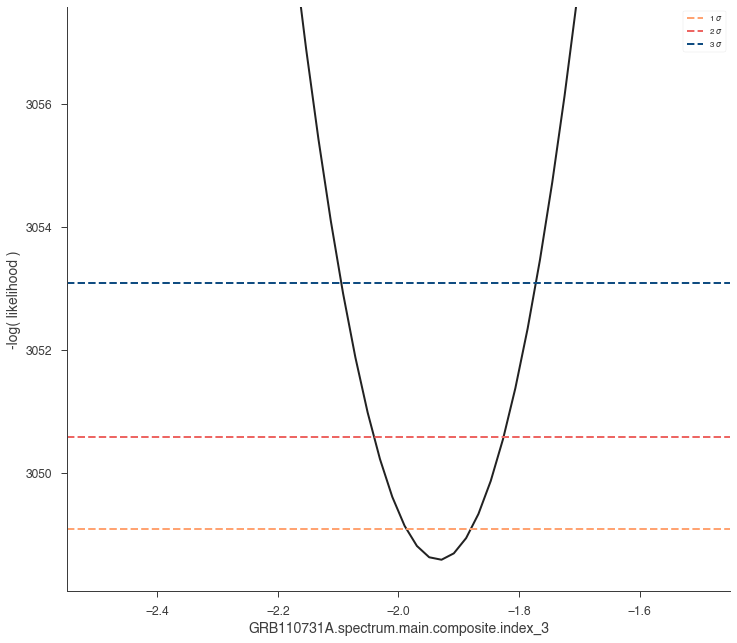 1 σ
2 σ
3 σ
3056
3054
3052
3050
-log( likelihood )
−2.4
−2.2
−2.0
−1.8
−1.6
GRB110731A.spectrum.main.composite.index_3